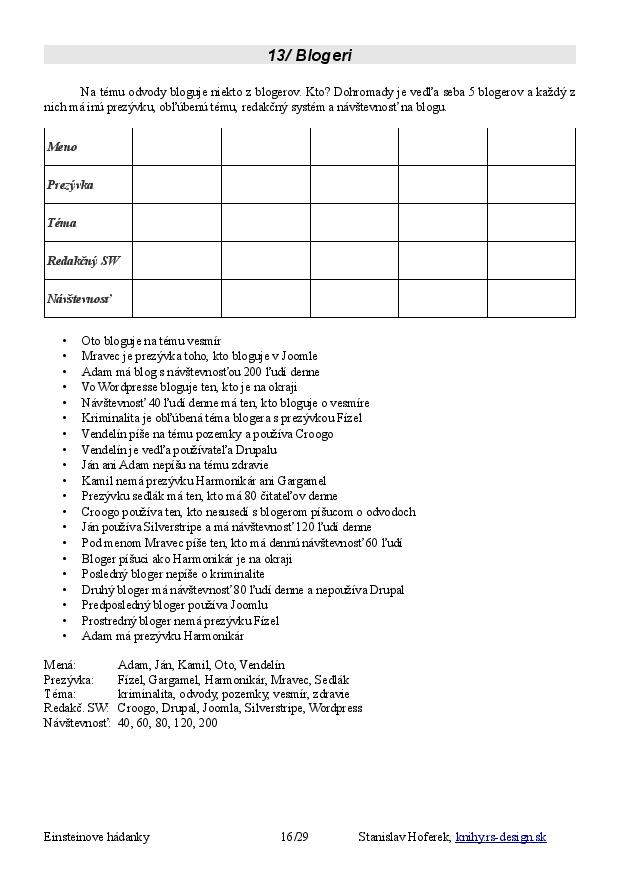 13/ Blogeri
Na tému odvody bloguje niekto z blogerov. Kto? Dohromady je vedľa seba 5 blogerov a každý z
nich má inú prezývku, obľúbenú tému, redakčný systém a návštevnosť na blogu.
Meno
Prezývka
Téma
Redakčný SW
Návštevnosť
• Oto bloguje na tému vesmír
• Mravec je prezývka toho, kto bloguje v Joomle
• Adam má blog s návštevnosťou 200 ľudí denne
• Vo Wordpresse bloguje ten, kto je na okraji
• Návštevnosť 40 ľudí denne má ten, kto bloguje o vesmíre
• Kriminalita je obľúbená téma blogera s prezývkou Fízel
• Vendelín píše na tému pozemky a používa Croogo
• Vendelín je vedľa používateľa Drupalu
• Ján ani Adam nepíšu na tému zdravie
• Kamil nemá prezývku Harmonikár ani Gargamel
• Prezývku sedlák má ten, kto má 80 čitateľov denne
• Croogo používa ten, kto nesusedí s blogerom píšucom o odvodoch
• Ján používa Silverstripe a má návštevnosť 120 ľudí denne
• Pod menom Mravec píše ten, kto má dennú návštevnosť 60 ľudí
• Bloger píšuci ako Harmonikár je na okraji
• Posledný bloger nepíše o kriminalite
• Druhý bloger má návštevnosť 80 ľudí denne a nepoužíva Drupal
• Predposledný bloger používa Joomlu
• Prostredný bloger nemá prezývku Fízel
• Adam má prezývku Harmonikár
Mená: Adam, Ján, Kamil, Oto, Vendelín
Prezývka: Fízel, Gargamel, Harmonikár, Mravec, Sedlák
Téma: kriminalita, odvody, pozemky, vesmír, zdravie
Redakč. SW: Croogo, Drupal, Joomla, Silverstripe, Wordpress
Návštevnosť: 40, 60, 80, 120, 200
Einsteinove hádanky 16/29 Stanislav Hoferek, knihy.rs-design.sk